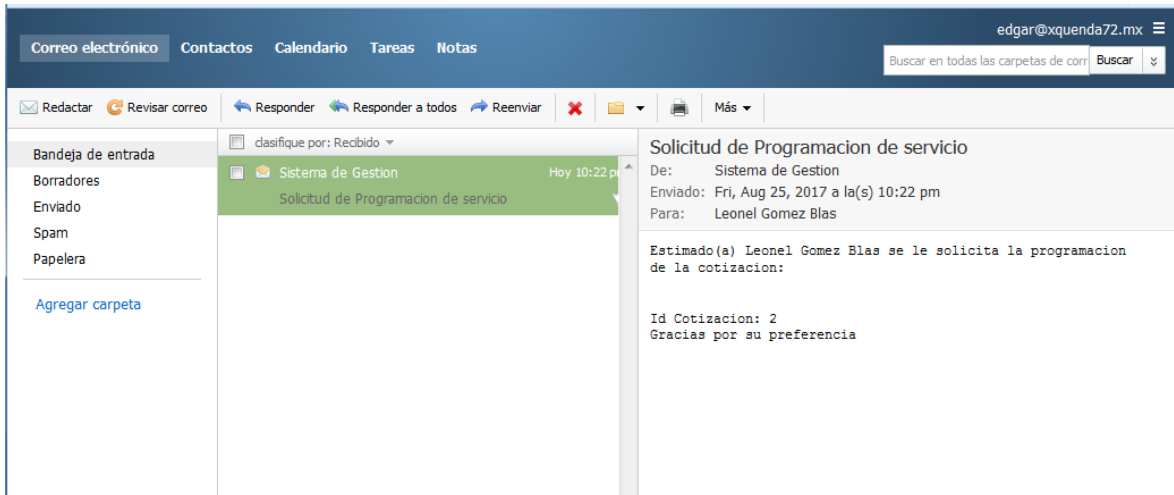 edgar@xquenda72.mx
Correo electrónico Contactos Calendario Tareas Notas
Buscar en todas las carpetas de corr Buscar
Redactar Revisar correo Responder Responder a todos Reenviar Más
Bandeja de entrada
Borradores
Enviado
Spam
Papelera
Agregar carpeta
clasifique por: Recibido
Sistema de Gestion Hoy 10:22 p
Solicitud de Programacion de servicio
Solicitud de Programacion de servicio
De: Sistema de Gestion
Enviado: Fri, Aug 25, 2017 a la(s) 10:22 pm
Para: Leonel Gomez Blas
Estimado(a) Leonel Gomez Blas se le solicita la programacion
de la cotizacion:
Id Cotizacion: 2
Gracias por su preferencia